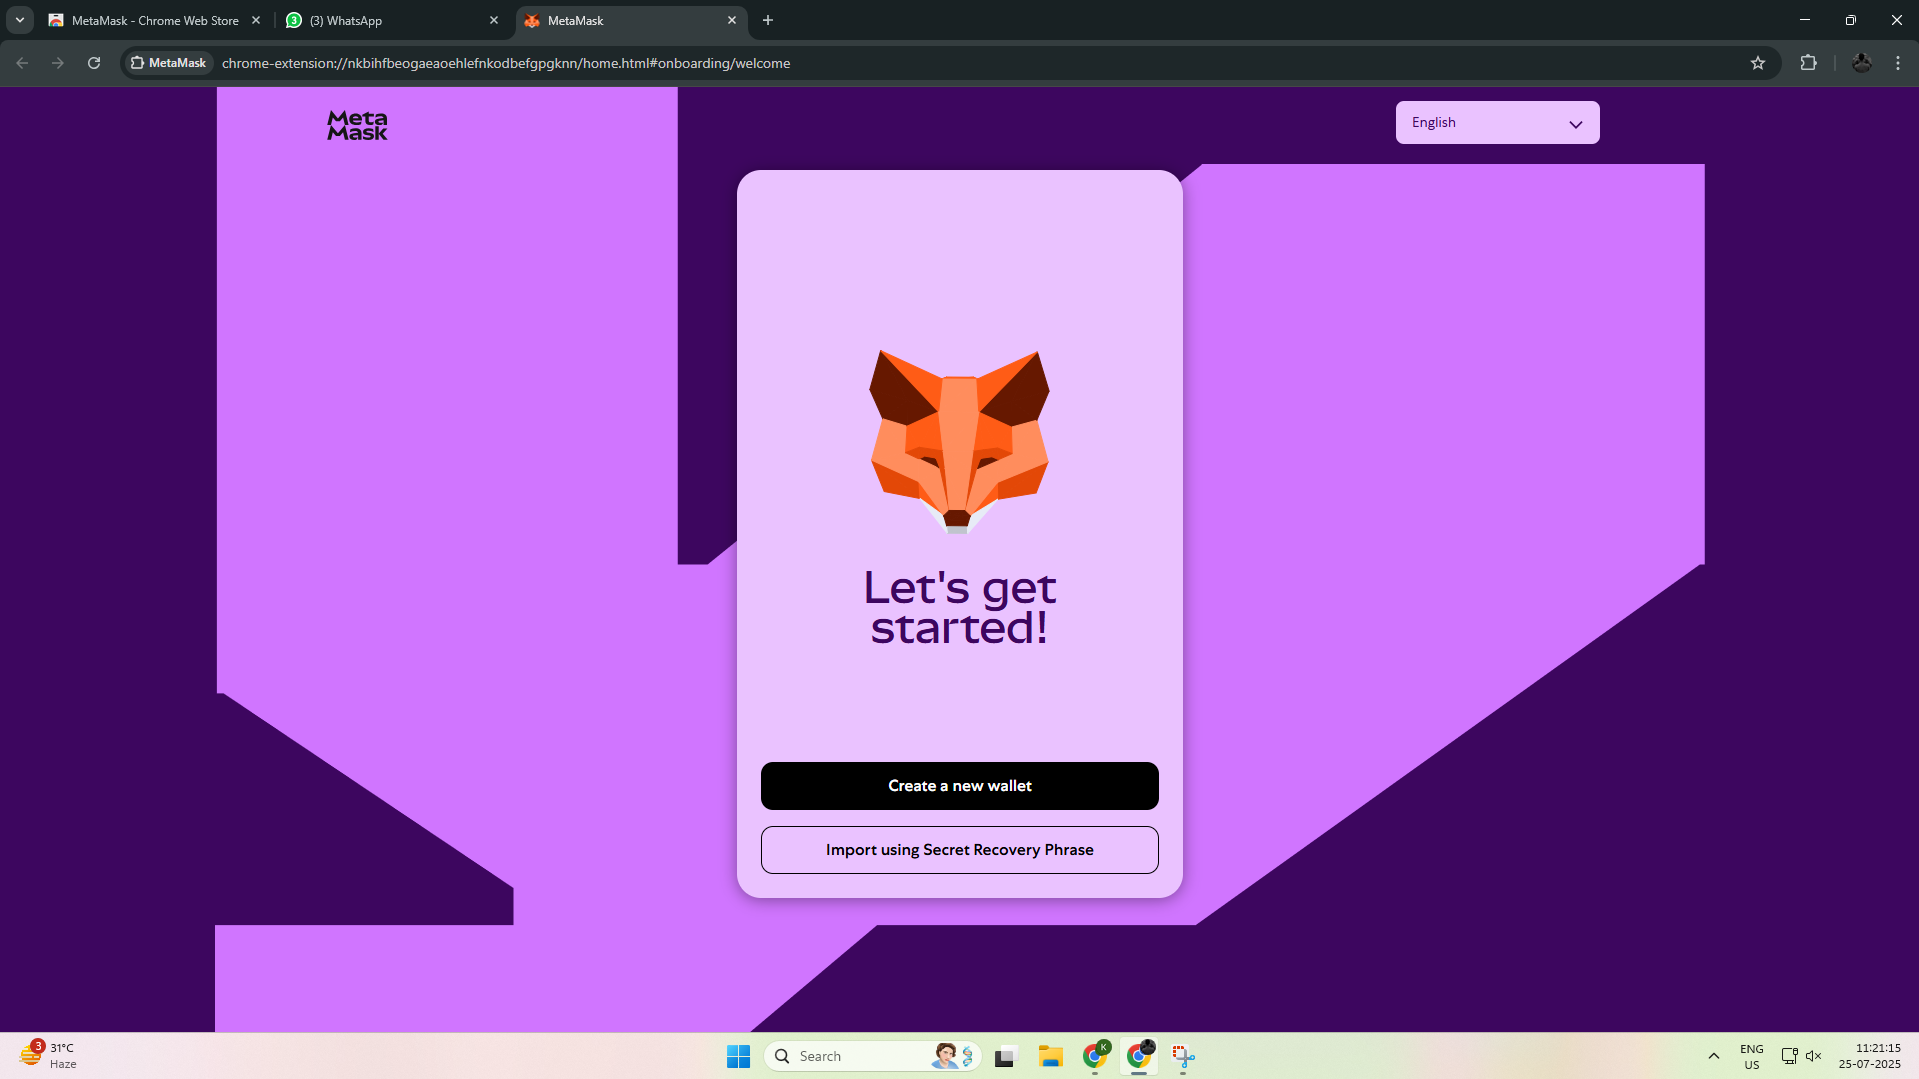 MetaMask - Chrome Web Store
3
(3) WhatsApp
MetaMask
MetaMask
chrome-extension://nkbihfbeogaeaoehlefnkodbefgpgknn/home.html#onboarding/welcome
Meta
Mask
English
Let's get
started!
Create a new wallet
Import using Secret Recovery Phrase
3
31°C
Haze
Search
K
ENG
US
11:21:15
25-07-2025